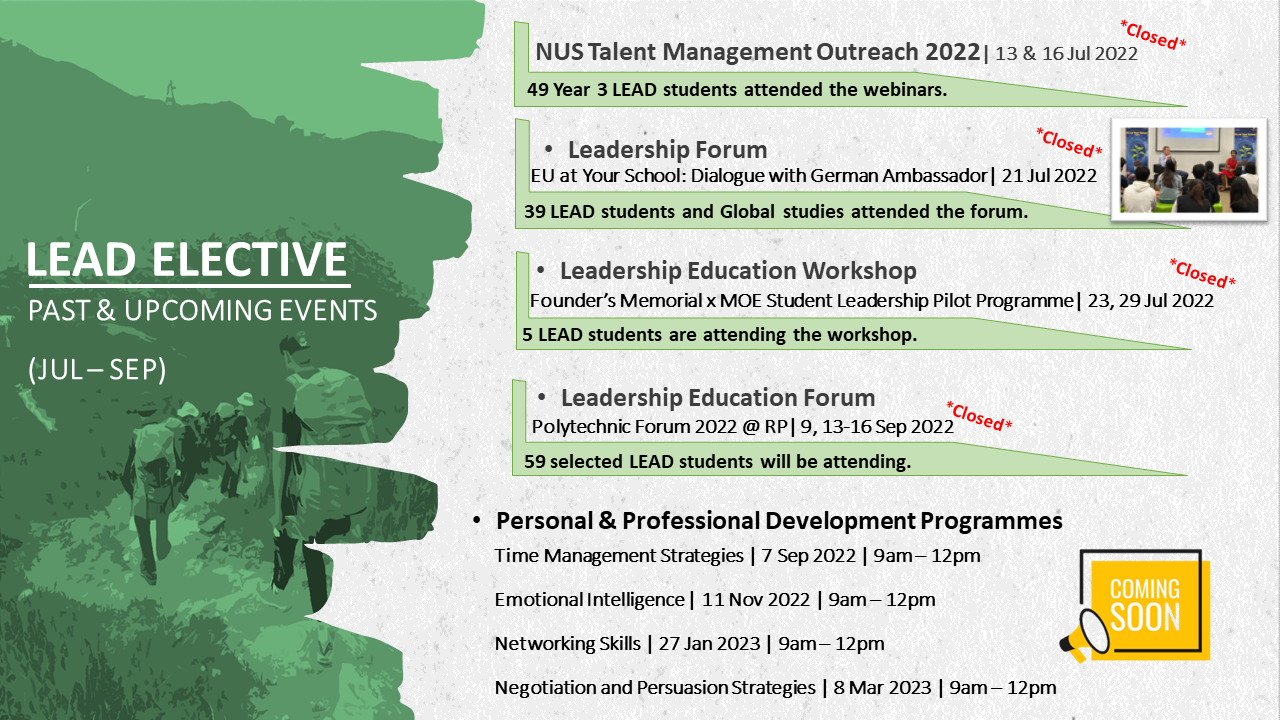 LEAD ELECTIVE
PAST & UPCOMING EVENTS
(JUL – SEP)
NUS Talent Management Outreach 2022| 13 & 16 Jul 2022
*Closed*
49 Year 3 LEAD students attended the webinars.
• Leadership Forum
*Closed*
EU at Your School: Dialogue with German Ambassador| 21 Jul 2022
39 LEAD students and Global studies attended the forum.
• Leadership Education Workshop
*Closed*
Founder’s Memorial x MOE Student Leadership Pilot Programme| 23, 29 Jul 2022
5 LEAD students are attending the workshop.
• Leadership Education Forum
*Closed*
Polytechnic Forum 2022 @ RP| 9, 13-16 Sep 2022
59 selected LEAD students will be attending.
• Personal & Professional Development Programmes
Time Management Strategies | 7 Sep 2022 | 9am – 12pm
Emotional Intelligence | 11 Nov 2022 | 9am – 12pm
Networking Skills | 27 Jan 2023 | 9am – 12pm
Negotiation and Persuasion Strategies | 8 Mar 2023 | 9am – 12pm
COMING
SOON